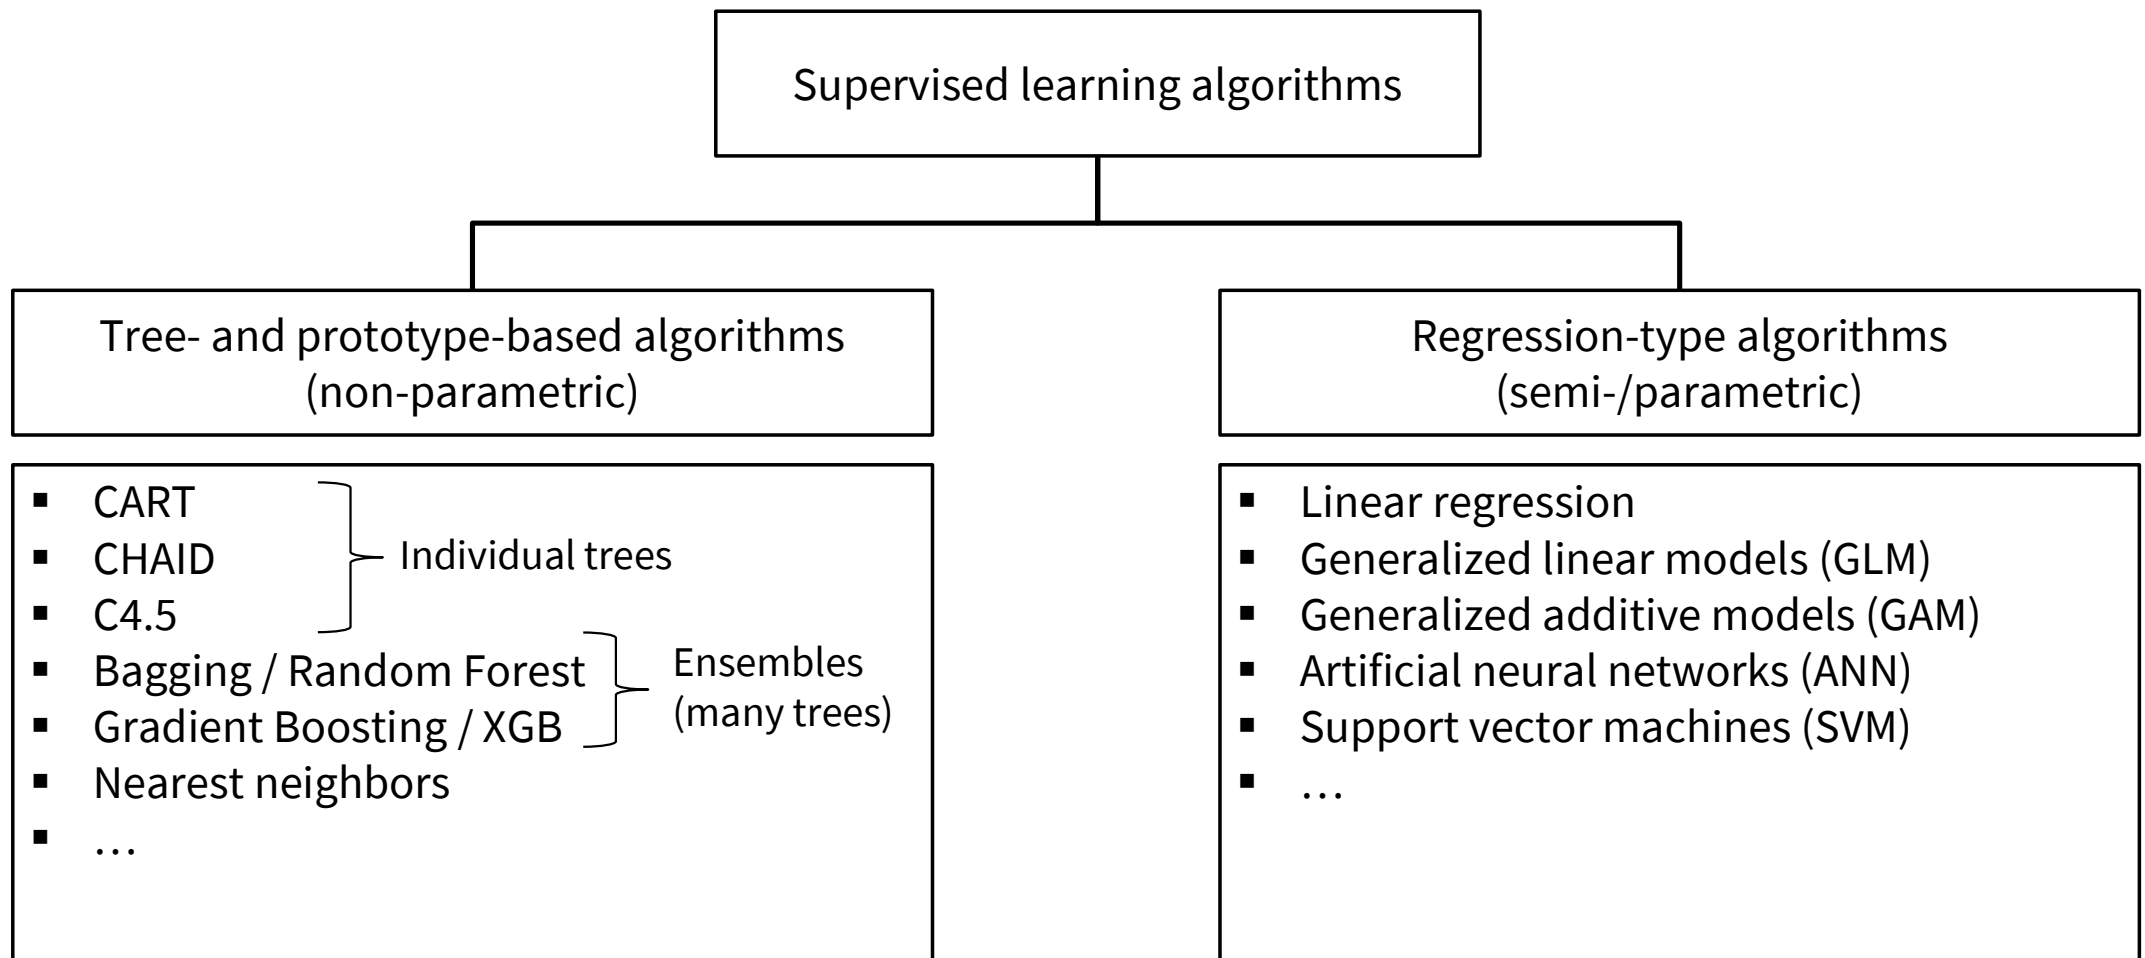 Supervised learning algorithms
Tree- and prototype-based algorithms
(non-parametric)
▪ CART
▪ CHAID
▪ C4.5
Individual trees
▪ Bagging / Random Forest
▪ Gradient Boosting / XGB
Ensembles
(many trees)
▪ Nearest neighbors
▪ …
Regression-type algorithms
(semi-/parametric)
▪ Linear regression
▪ Generalized linear models (GLM)
▪ Generalized additive models (GAM)
▪ Artificial neural networks (ANN)
▪ Support vector machines (SVM)
▪ …